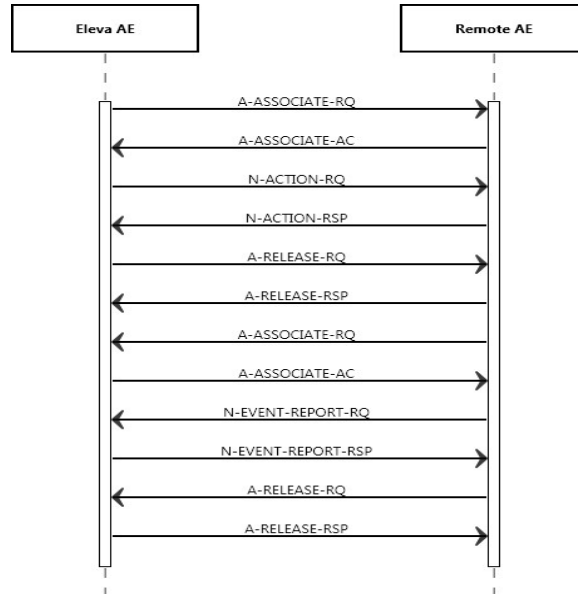 Eleva AE
Remote AE
A-ASSOCIATE-RQ
A-ASSOCIATE-AC
N-ACTION-RQ
N-ACTION-RSP
A-RELEASE-RQ
A-RELEASE-RSP
A-ASSOCIATE-RQ
A-ASSOCIATE-AC
N-EVENT-REPORT-RQ
N-EVENT-REPORT-RSP
A-RELEASE-RQ
A-RELEASE-RSP